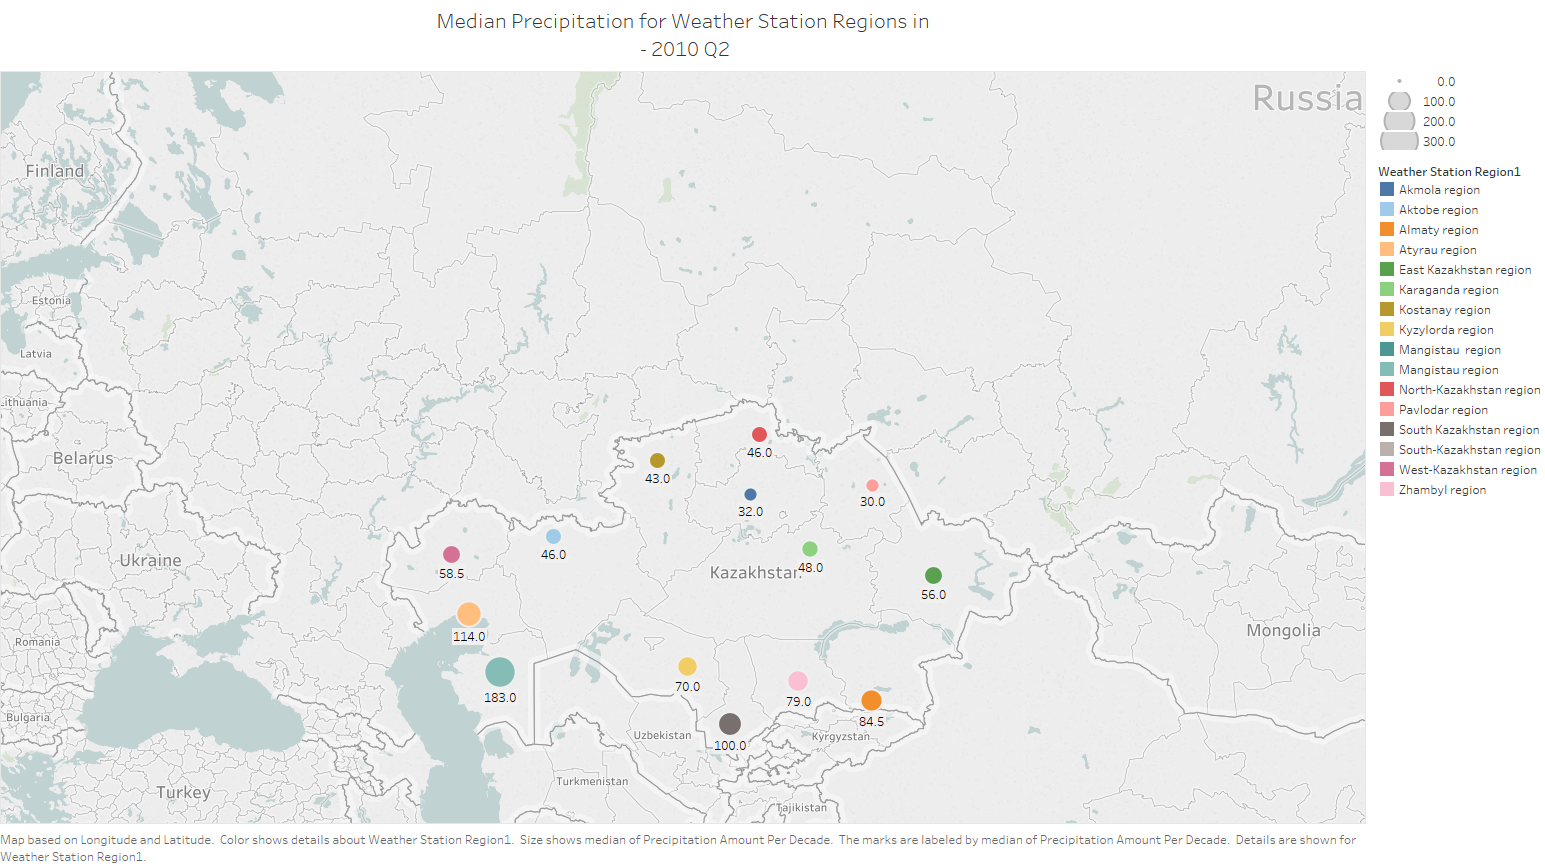 Median Precipitation for Weather Station Regions in
- 2010 Q2
Russia
Finland
Estonia
Latvia
Lithuania
Belarus
Ukraine
Romania
Bulgaria
Turkey
Kazakhstan
Mongolia
Uzbekistan
Kyrgyzstan
Turkmenistan
Tajikistan
46.0
43.0
32.0
30.0
46.0
58.5
48.0
56.0
114.0
183.0
70.0
79.0
84.5
100.0
0.0
100.0
200.0
300.0
Weather Station Region1
Akmola region
Aktobe region
Almaty region
Atyrau region
East Kazakhstan region
Karaganda region
Kostanay region
Kyzylorda region
Mangistau  region
Mangistau region
North-Kazakhstan region
Pavlodar region
South Kazakhstan region
South-Kazakhstan region
West-Kazakhstan region
Zhambyl region
Map based on Longitude and Latitude.  Color shows details about Weather Station Region1.  Size shows median of Precipitation Amount Per Decade.  The marks are labeled by median of Precipitation Amount Per Decade.  Details are shown for
Weather Station Region1.